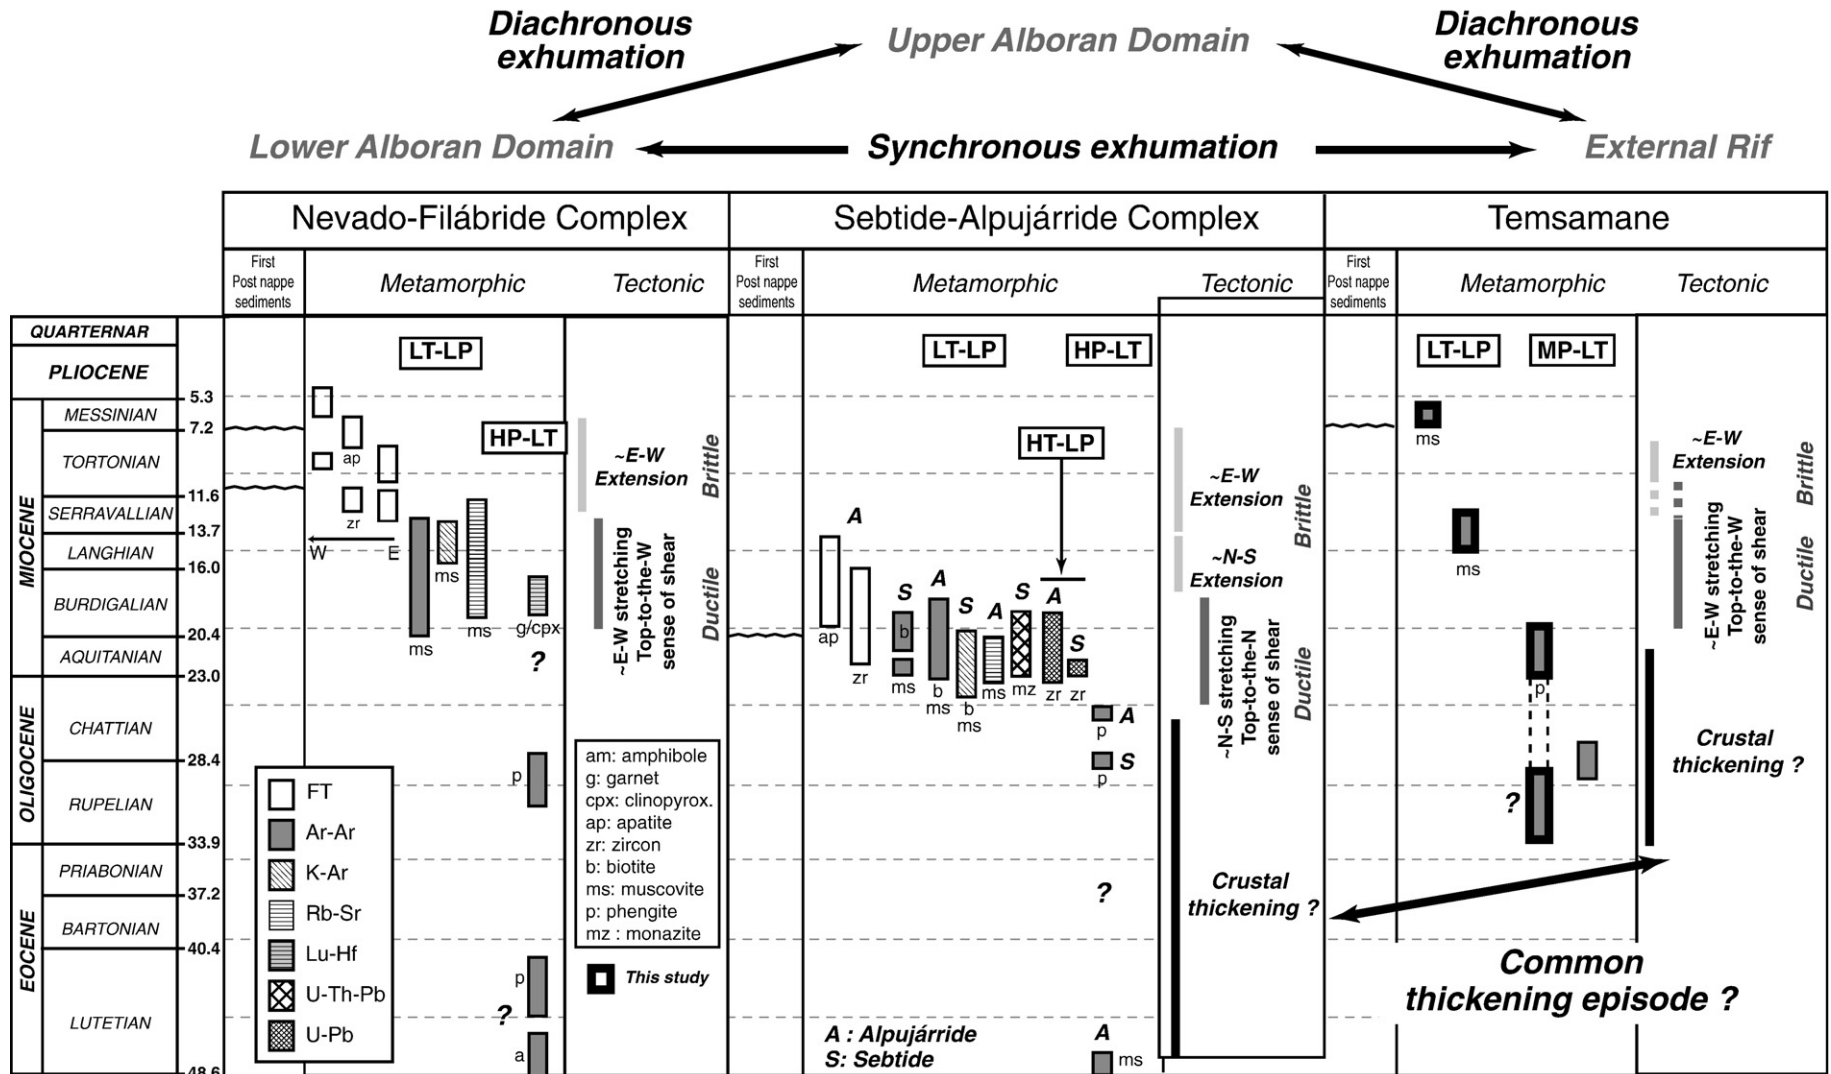 Diachronous
exhumation
Upper Alboran Domain
Diachronous
exhumation
Lower Alboran Domain
Synchronous exhumation
External Rif
Nevado-Filábride Complex
Sebtide-Alpujárride Complex
Temsamane
First
Post nappe
sediments
Metamorphic
Tectonic
First
Post nappe
sediments
Metamorphic
Tectonic
First
Post nappe
sediments
Metamorphic
Tectonic
QUARTERNAR
PLIOCENE
MIOCENE
MESSINIAN
TORTONIAN
SERRAVALLIAN
LANGHIAN
BURDIGALIAN
AQUITANIAN
OLIGOCENE
CHATTIAN
RUPELIAN
EOCENE
PRIABONIAN
BARTONIAN
LUTETIAN
5.3
7.2
11.6
13.7
16.0
20.4
23.0
28.4
33.9
37.2
40.4
48.6
LT-LP
HP-LT
ap
zr
W
E
ms
ms
ms
g/cpx
?
p
p
?
a
~E-W
Extension
Brittle
~E-W stretching
Top-to-the-W
sense of shear
Ductile
FT
Ar-Ar
K-Ar
Rb-Sr
Lu-Hf
U-Th-Pb
U-Pb
am: amphibole
g: garnet
cpx: clinopyrox.
ap: apatite
zr: zircon
b: biotite
ms: muscovite
p: phengite
mz : monazite
This study
LT-LP
HP-LT
HT-LP
A
ap
zr
S
b
ms
A
b
ms
S
b
ms
A
ms
S
mz
A
zr
S
zr
A
p
S
p
?
A
ms
A : Alpujárride
S: Sebtide
~E-W
Extension
Brittle
~N-S
Extension
~N-S stretching
Top-to-the-N
sense of shear
Ductile
Crustal
thickening ?
LT-LP
MP-LT
ms
ms
p
?
~E-W
Extension
Brittle
~E-W stretching
Top-to-the-W
sense of shear
Ductile
Crustal
thickening ?
Common
thickening episode ?